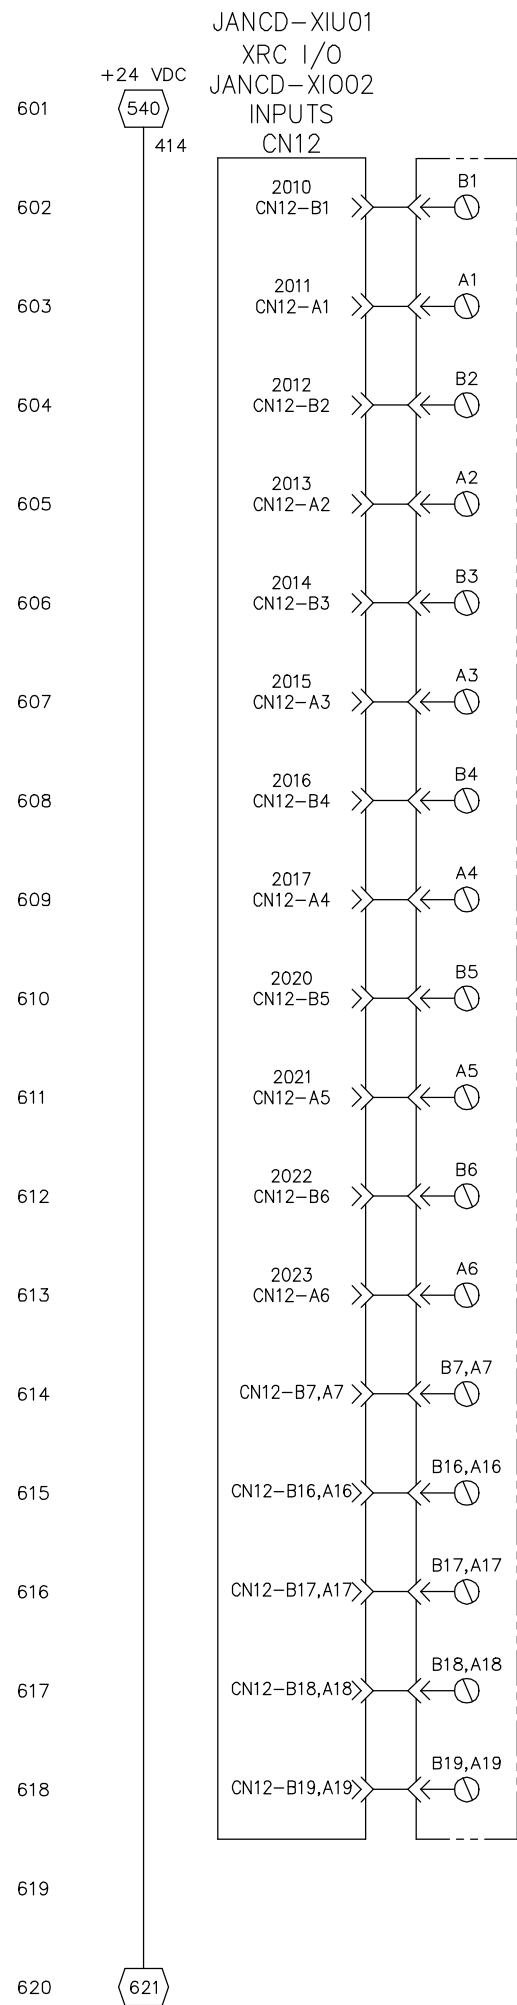 JANCD-XIU01
XRC I/O
+24 VDC
JANCD-XIO02
601
540
INPUTS
414
CN12
602
2010
CN12-B1
B1
603
2011
CN12-A1
A1
604
2012
CN12-B2
B2
605
2013
CN12-A2
A2
606
2014
CN12-B3
B3
607
2015
CN12-A3
A3
608
2016
CN12-B4
B4
609
2017
CN12-A4
A4
610
2020
CN12-B5
B5
611
2021
CN12-A5
A5
612
2022
CN12-B6
B6
613
2023
CN12-A6
A6
614
CN12-B7,A7
B7,A7
615
CN12-B16,A16
B16,A16
616
CN12-B17,A17
B17,A17
617
CN12-B18,A18
B18,A18
618
CN12-B19,A19
B19,A19
619
620
621